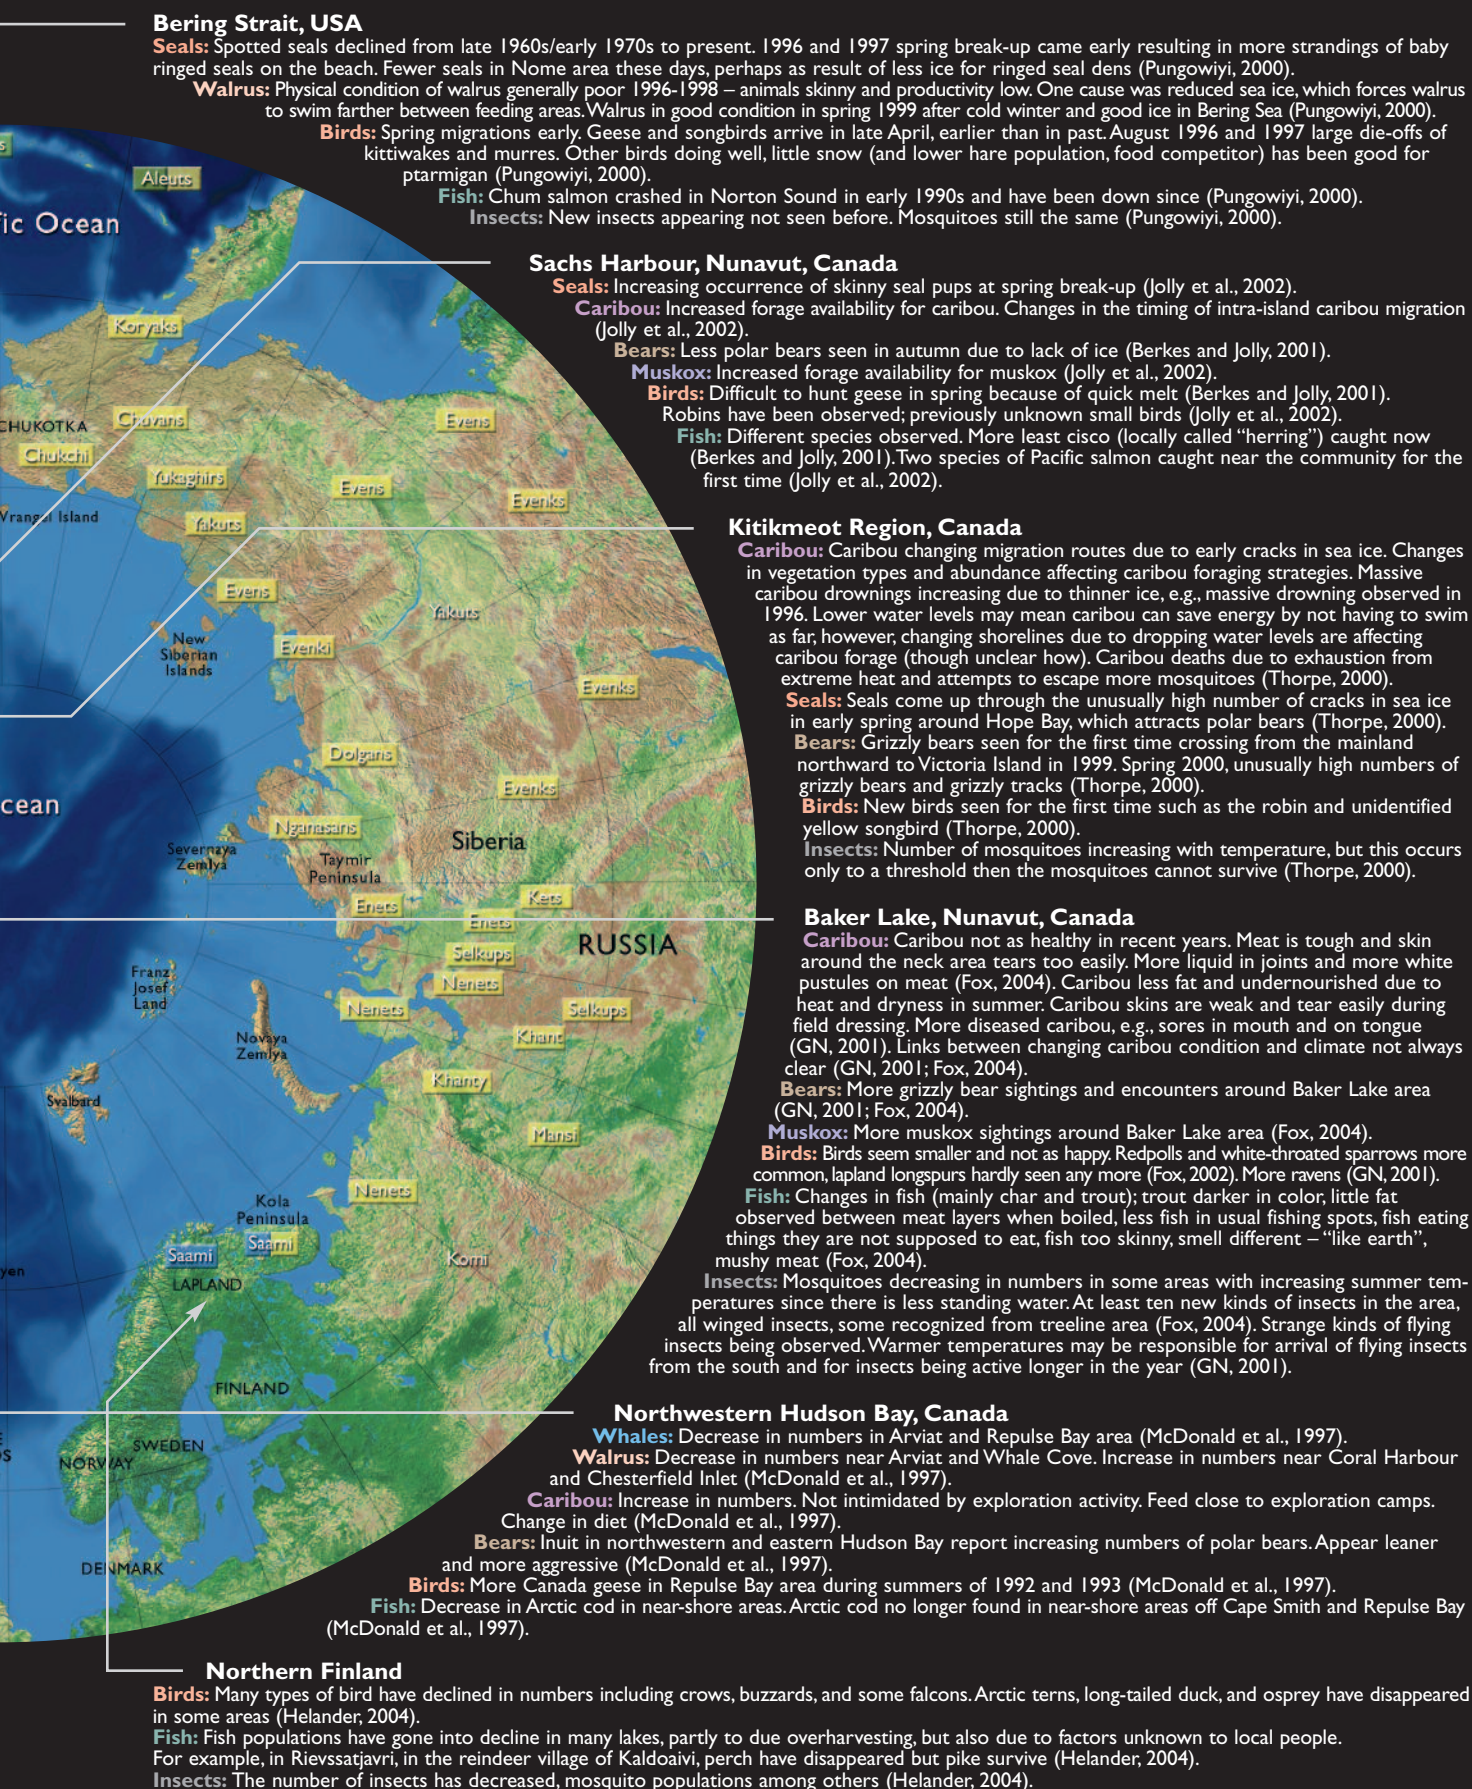 Bering Strait, USA
Seals: Spotted seals declined from late 1960s/early 1970s to present. 1996 and 1997 spring break-up came early resulting in more strandings of baby
ringed seals on the beach. Fewer seals in Nome area these days, perhaps as result of less ice for ringed seal dens (Pungowiyi, 2000).
Walrus: Physical condition of walrus generally poor 1996-1998 – animals skinny and productivity low. One cause was reduced sea ice, which forces walrus
to swim farther between feeding areas. Walrus in good condition in spring 1999 after cold winter and good ice in Bering Sea (Pungowiyi, 2000).
Birds: Spring migrations early. Geese and songbirds arrive in late April, earlier than in past. August 1996 and 1997 large die-offs of
kittiwakes and murres. Other birds doing well, little snow (and lower hare population, food competitor) has been good for
ptarmigan (Pungowiyi, 2000).
Fish: Chum salmon crashed in Norton Sound in early 1990s and have been down since (Pungowiyi, 2000).
Insects: New insects appearing not seen before. Mosquitoes still the same (Pungowiyi, 2000).
Sachs Harbour, Nunavut, Canada
Seals: Increasing occurrence of skinny seal pups at spring break-up (Jolly et al., 2002).
Caribou: Increased forage availability for caribou. Changes in the timing of intra-island caribou migration
(Jolly et al., 2002).
Bears: Less polar bears seen in autumn due to lack of ice (Berkes and Jolly, 2001).
Muskox: Increased forage availability for muskox (Jolly et al., 2002).
Birds: Difficult to hunt geese in spring because of quick melt (Berkes and Jolly, 2001).
Robins have been observed; previously unknown small birds (Jolly et al., 2002).
Fish: Different species observed. More least cisco (locally called “herring”) caught now
(Berkes and Jolly, 2001). Two species of Pacific salmon caught near the community for the
first time (Jolly et al., 2002).
Kitikmeot Region, Canada
Caribou: Caribou changing migration routes due to early cracks in sea ice. Changes
in vegetation types and abundance affecting caribou foraging strategies. Massive
caribou drownings increasing due to thinner ice, e.g., massive drowning observed in
1996. Lower water levels may mean caribou can save energy by not having to swim
as far, however, changing shorelines due to dropping water levels are affecting
caribou forage (though unclear how). Caribou deaths due to exhaustion from
extreme heat and attempts to escape more mosquitoes (Thorpe, 2000).
Seals: Seals come up through the unusually high number of cracks in sea ice
in early spring around Hope Bay, which attracts polar bears (Thorpe, 2000).
Bears: Grizzly bears seen for the first time crossing from the mainland
northward to Victoria Island in 1999. Spring 2000, unusually high numbers of
grizzly bears and grizzly tracks (Thorpe, 2000).
Birds: New birds seen for the first time such as the robin and unidentified
yellow songbird (Thorpe, 2000).
Insects: Number of mosquitoes increasing with temperature, but this occurs
only to a threshold then the mosquitoes cannot survive (Thorpe, 2000).
Baker Lake, Nunavut, Canada
Caribou: Caribou not as healthy in recent years. Meat is tough and skin
around the neck area tears too easily. More liquid in joints and more white
pustules on meat (Fox, 2004). Caribou less fat and undernourished due to
heat and dryness in summer. Caribou skins are weak and tear easily during
field dressing. More diseased caribou, e.g., sores in mouth and on tongue
(GN, 2001). Links between changing caribou condition and climate not always
clear (GN, 2001; Fox, 2004).
Bears: More grizzly bear sightings and encounters around Baker Lake area
(GN, 2001; Fox, 2004).
Muskox: More muskox sightings around Baker Lake area (Fox, 2004).
Birds: Birds seem smaller and not as happy. Redpolls and white-throated sparrows more
common, lapland longspurs hardly seen any more (Fox, 2002). More ravens (GN, 2001).
Fish: Changes in fish (mainly char and trout); trout darker in color, little fat
observed between meat layers when boiled, less fish in usual fishing spots, fish eating
things they are not supposed to eat, fish too skinny, smell different – “like earth”,
mushy meat (Fox, 2004).
Insects: Mosquitoes decreasing in numbers in some areas with increasing summer tem-
peratures since there is less standing water. At least ten new kinds of insects in the area,
all winged insects, some recognized from treeline area (Fox, 2004). Strange kinds of flying
insects being observed. Warmer temperatures may be responsible for arrival of flying insects
from the south and for insects being active longer in the year (GN, 2001).
Northwestern Hudson Bay, Canada
Whales: Decrease in numbers in Arviat and Repulse Bay area (McDonald et al., 1997).
Walrus: Decrease in numbers near Arviat and Whale Cove. Increase in numbers near Coral Harbour
and Chesterfield Inlet (McDonald et al., 1997).
Caribou: Increase in numbers. Not intimidated by exploration activity. Feed close to exploration camps.
Change in diet (McDonald et al., 1997).
Bears: Inuit in northwestern and eastern Hudson Bay report increasing numbers of polar bears. Appear leaner
and more aggressive (McDonald et al., 1997).
Birds: More Canada geese in Repulse Bay area during summers of 1992 and 1993 (McDonald et al., 1997).
Fish: Decrease in Arctic cod in near-shore areas. Arctic cod no longer found in near-shore areas off Cape Smith and Repulse Bay
(McDonald et al., 1997).
Northern Finland
Birds: Many types of bird have declined in numbers including crows, buzzards, and some falcons. Arctic terns, long-tailed duck, and osprey have disappeared
in some areas (Helander, 2004).
Fish: Fish populations have gone into decline in many lakes, partly to due overharvesting, but also due to factors unknown to local people.
For example, in Rievssatjavri, in the reindeer village of Kaldoaivi, perch have disappeared but pike survive (Helander, 2004).
Insects: The number of insects has decreased, mosquito populations among others (Helander, 2004).
s
Aleuts
fic Ocean
Koryaks
CHUKOTKA
Chuvans
Evens
Chukchi
Yukaghirs
Evens
Evenks
Wrangel Island
Yakuts
Evens
Yakuts
New
Siberian
Islands
Evenki
Evenks
Dolgans
Evenks
cean
Nganasans
Siberia
Severnaya
Zemlya
Taymir
Peninsula
Kets
Enets
Enets
RUSSIA
Selkups
Franz
Josef
Land
Nenets
Nenets
Selkups
Khant
Novaya
Zemlya
Khanty
Svalbard
Mansi
Nenets
Kola
Peninsula
Saami
Saami
Komi
yen
LAPLAND
FINLAND
SWEDEN
NORWAY
DENMARK